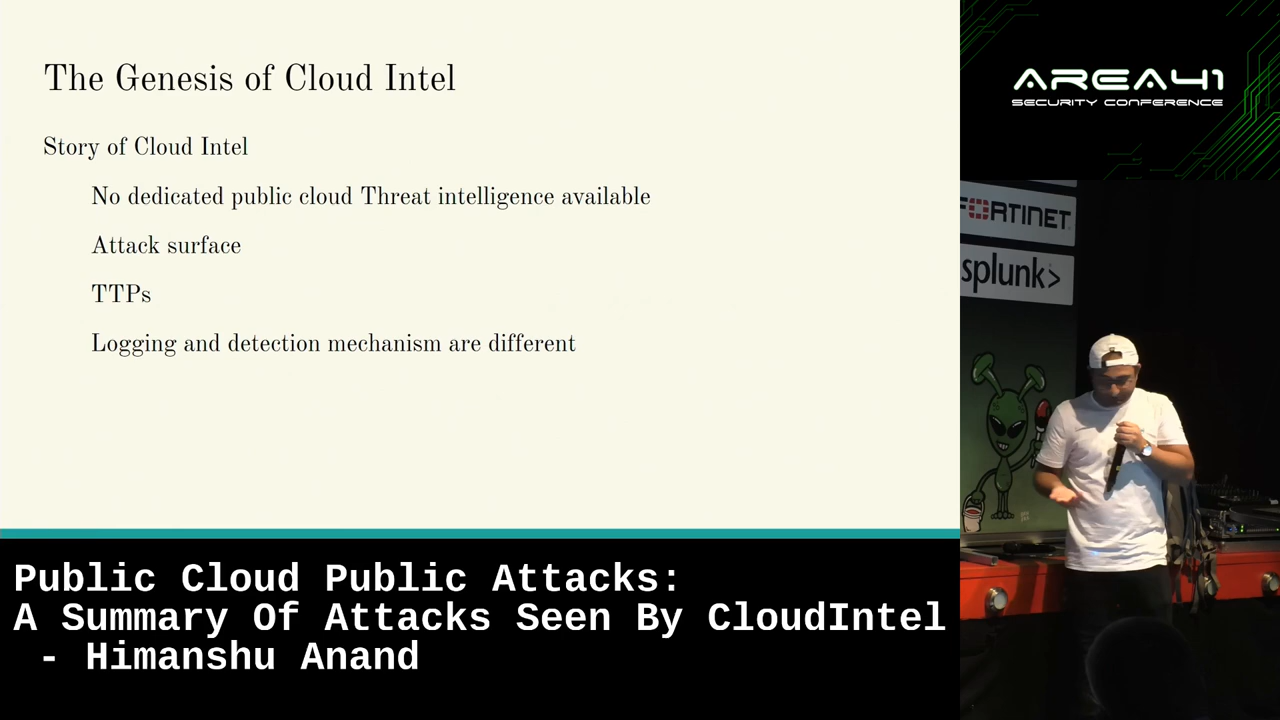 The Genesis of Cloud Intel
Story of Cloud Intel
No dedicated public cloud Threat intelligence available
Attack surface
TTPs
Logging and detection mechanism are different
Public Cloud Public Attacks:
A Summary Of Attacks Seen By CloudIntel
- Himanshu Anand
AREA41
SECURITY CONFERENCE
FORTINET
splunk>